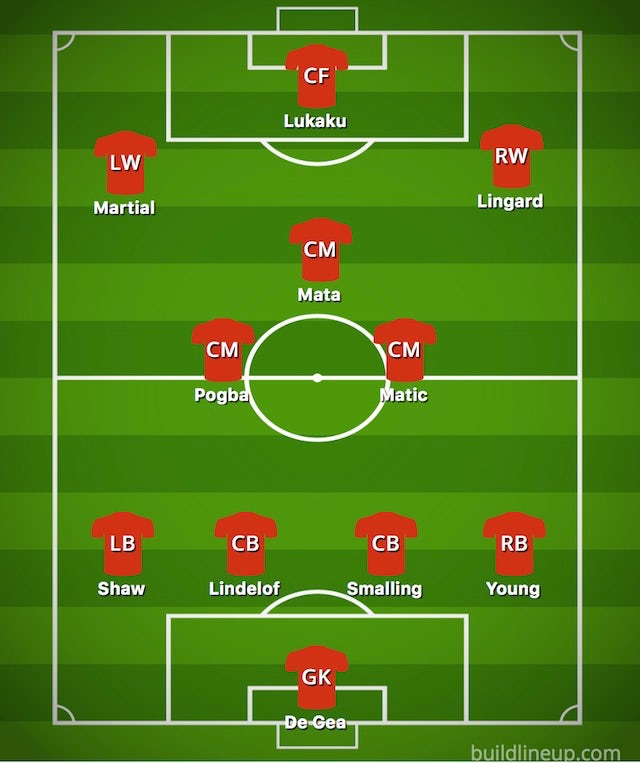 CF
Lukaku
LW
RW
Martial
Lingard
CM
Mata
CM
CM
Pogba
Matic
LB
CB
CB
RB
Shaw
Lindelof
Smalling
Young
GK
De Gea
buildlineup.com